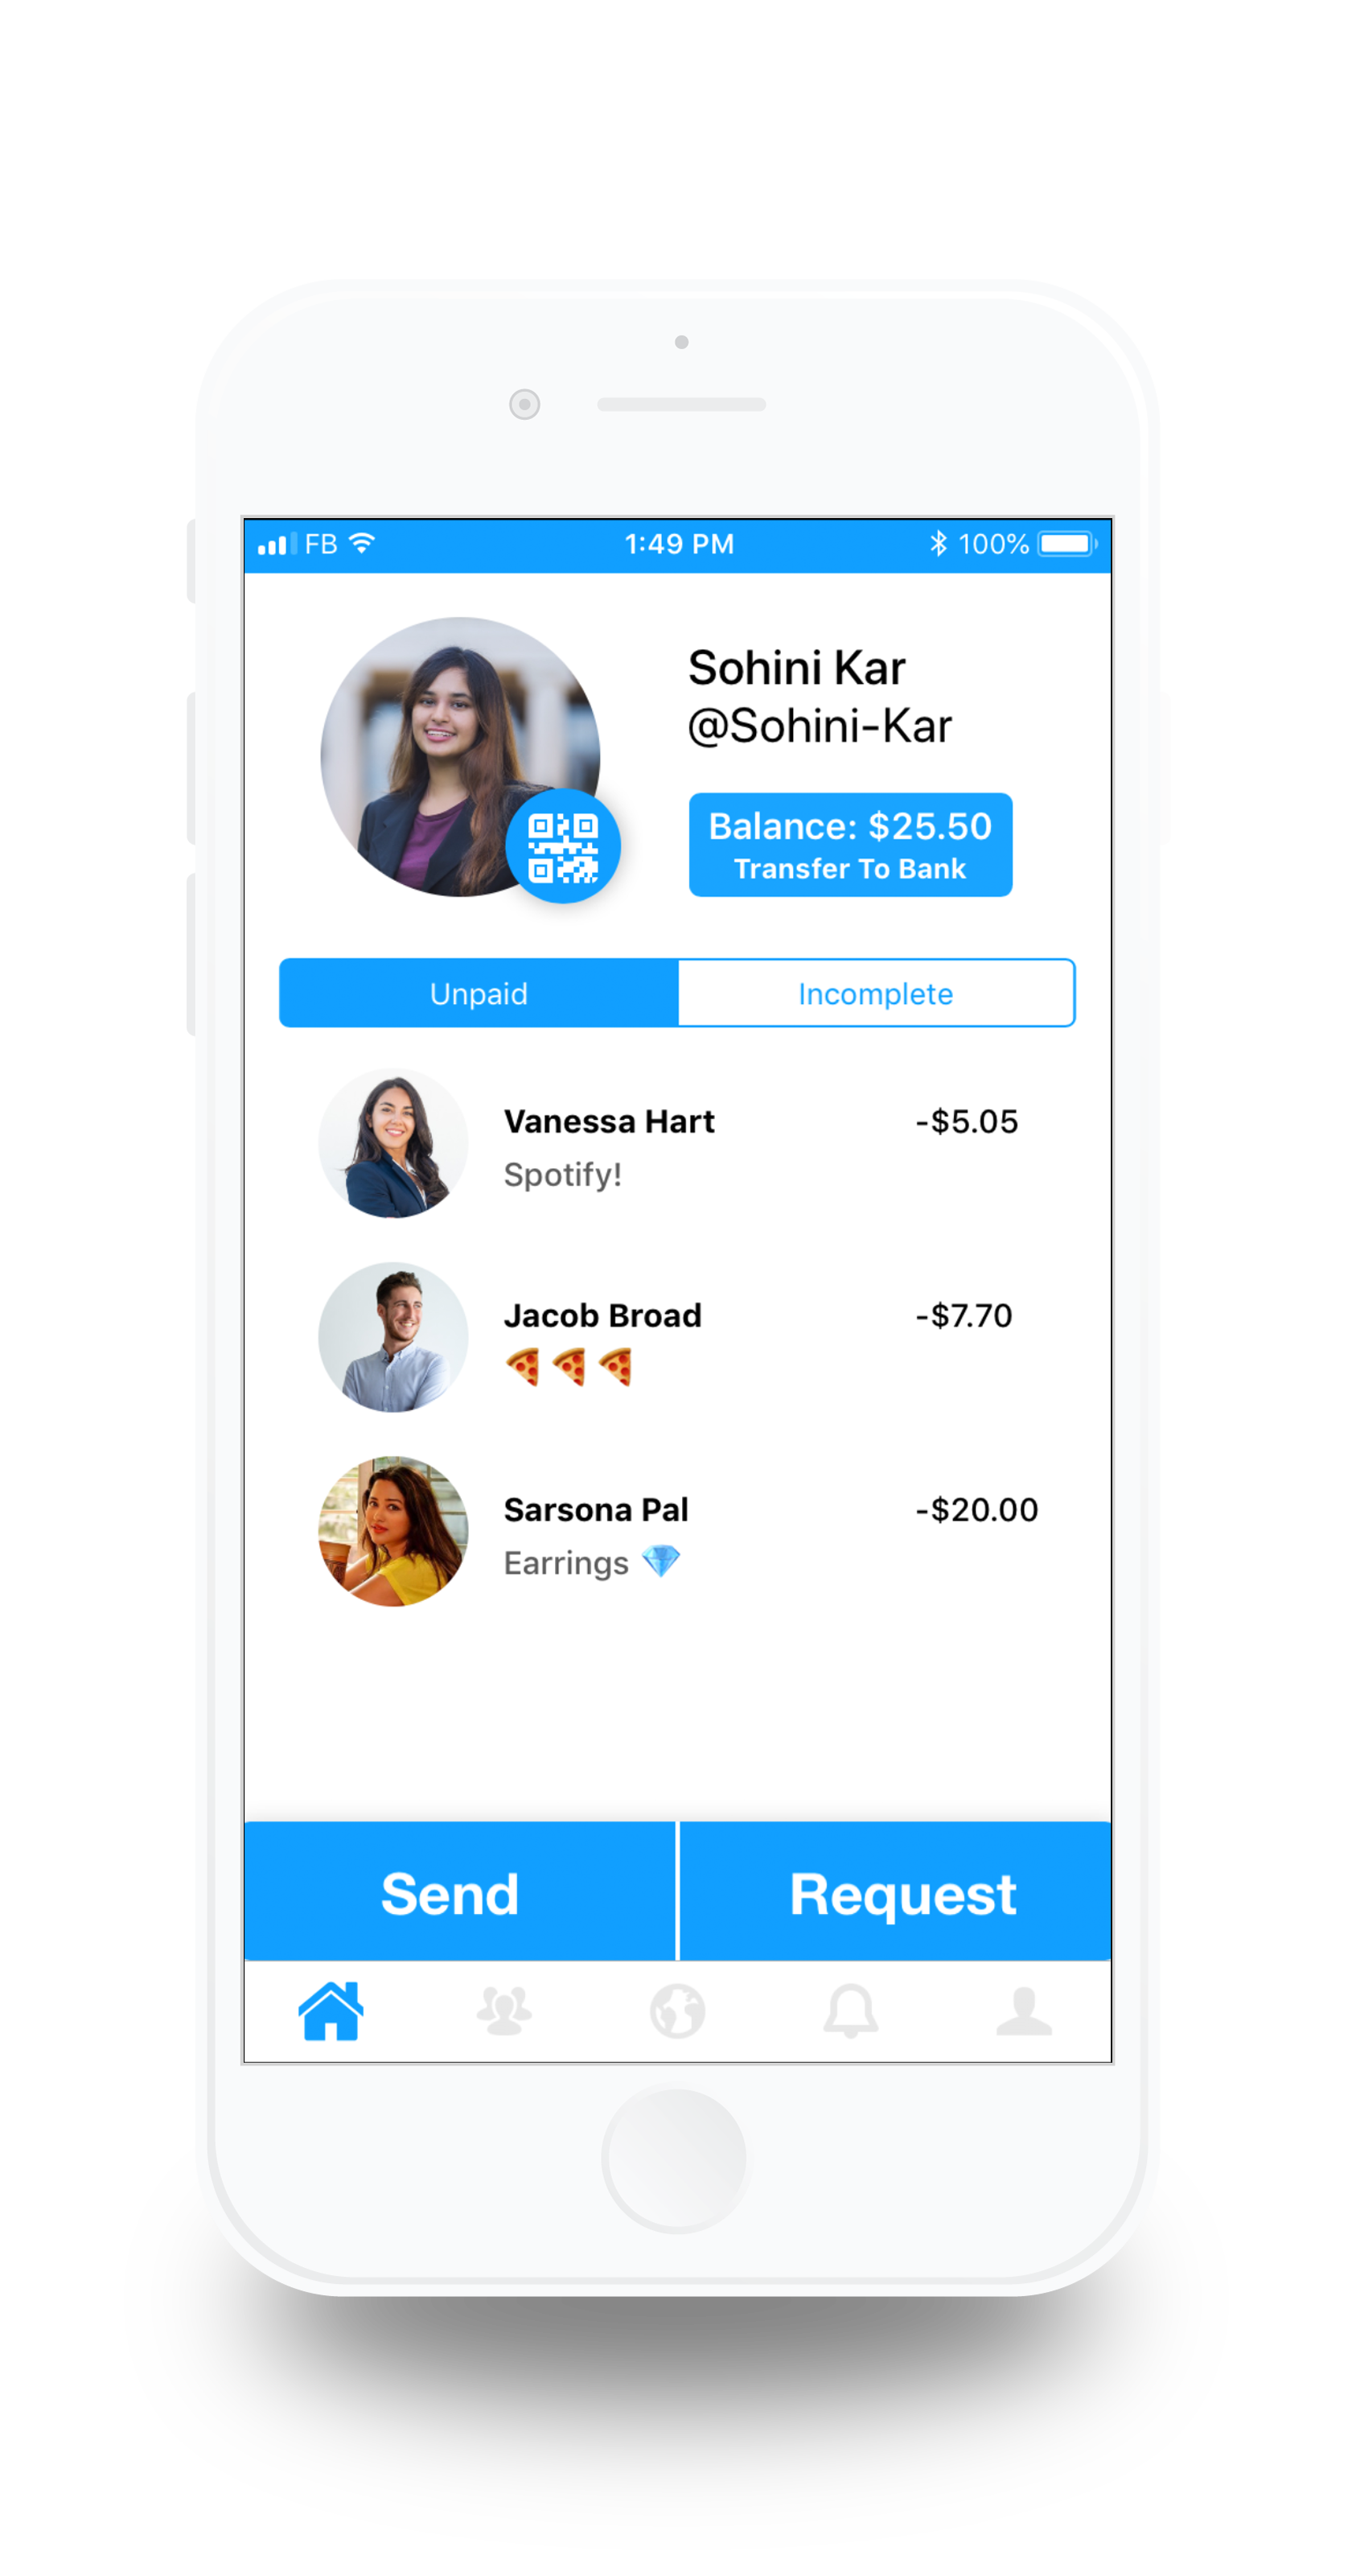 FB 1:49 PM 100%
Sohini Kar
@Sohini-Kar
Balance: $25.50
Transfer To Bank
Unpaid Incomplete
Vanessa Hart -$5.05
Spotify!
Jacob Broad -$7.70
🍕🍕🍕
Sarsona Pal -$20.00
Earrings 💎
Send Request